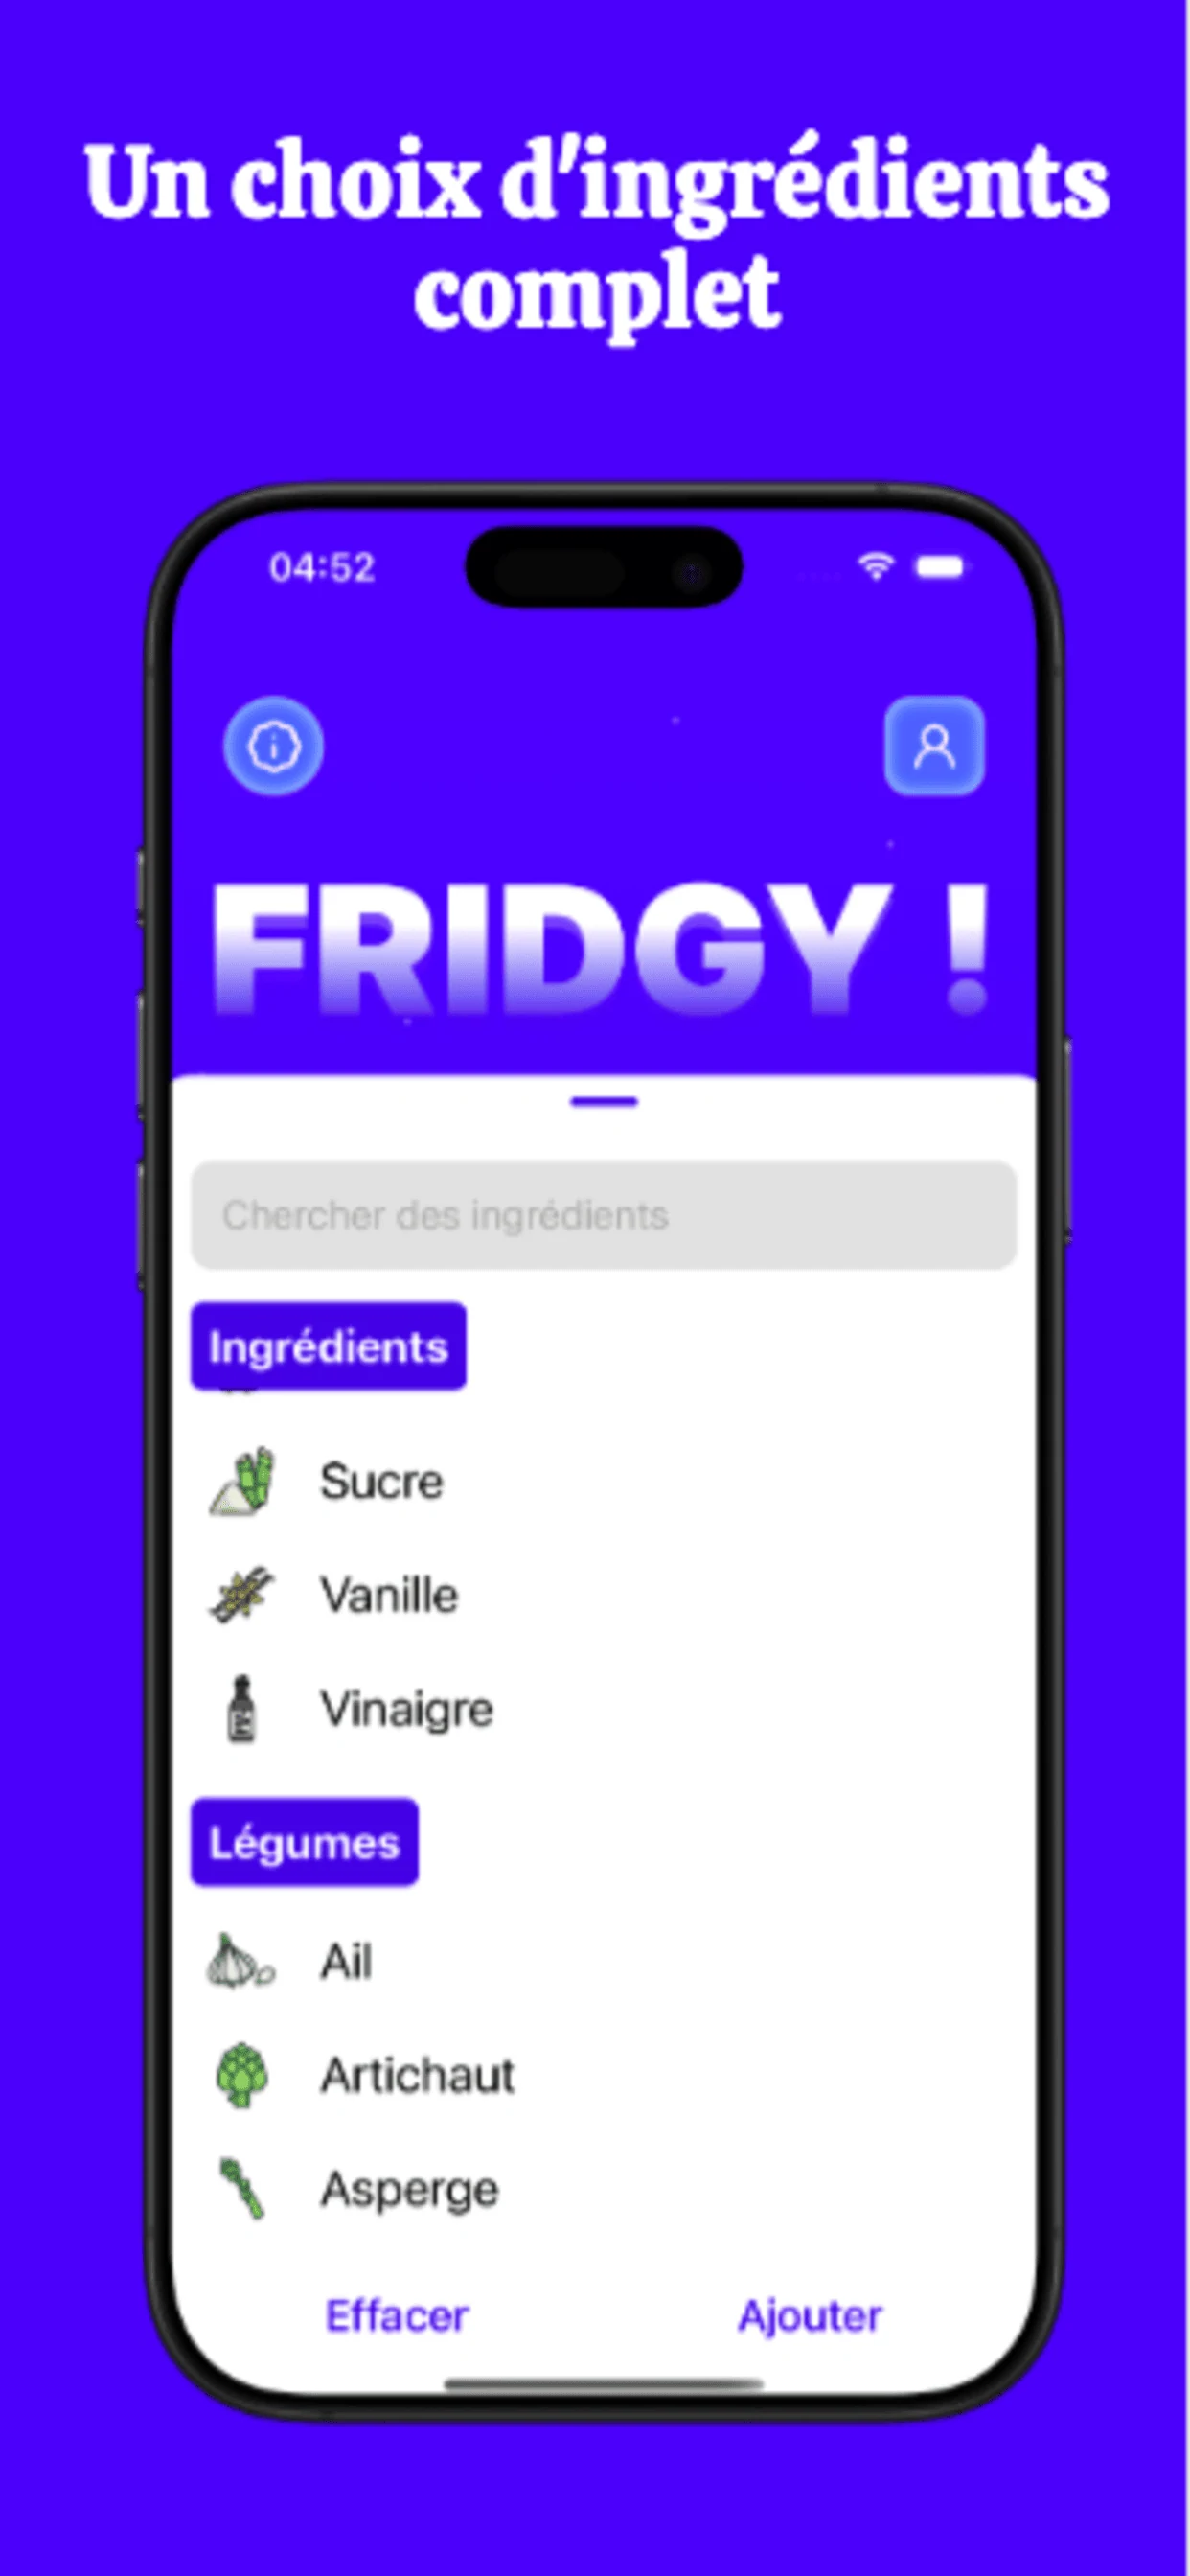 Un choix d'ingrédients
complet
04:52
FRIDGY !
Chercher des ingrédients
Ingrédients
Sucre
Vanille
Vinaigre
Légumes
Ail
Artichaut
Asperge
Effacer Ajouter